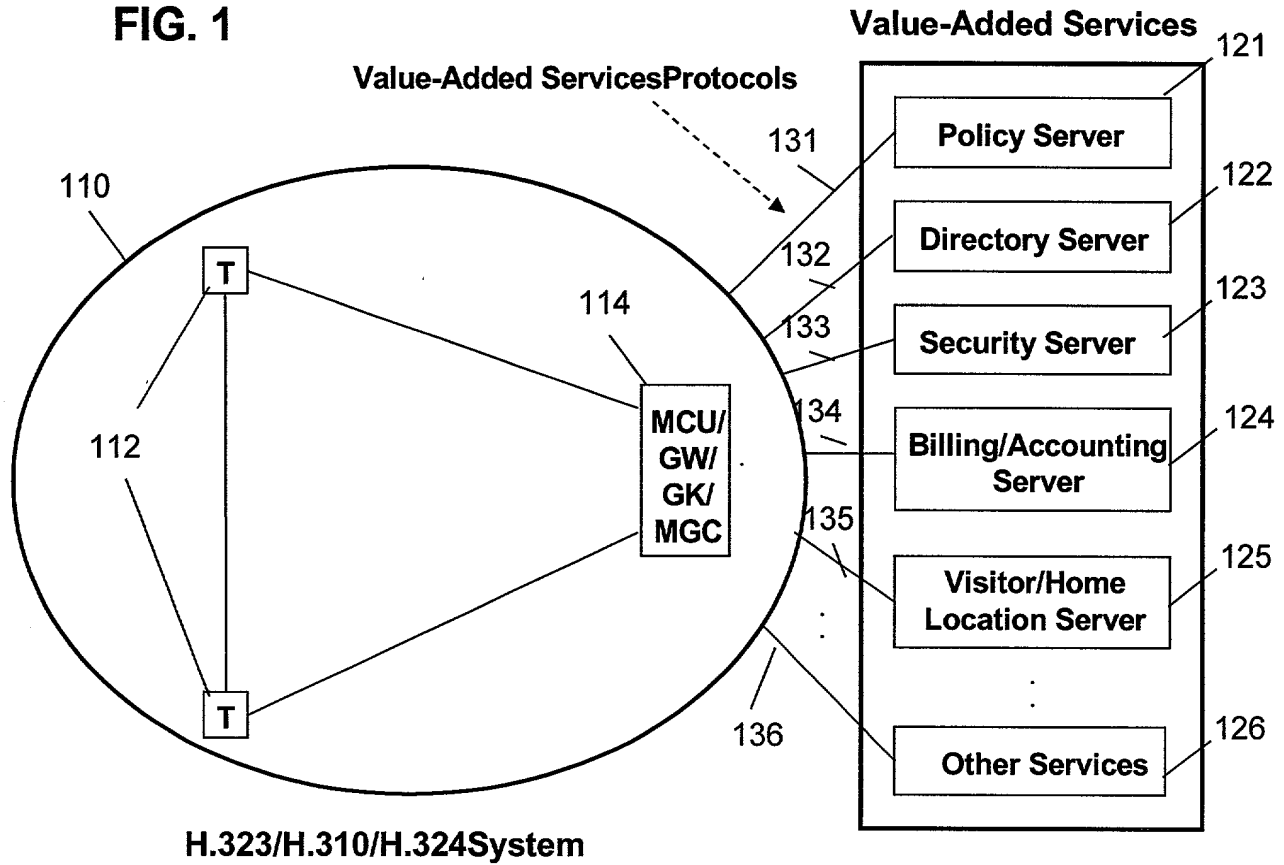 FIG. 1
Value-Added Services
121
Value-Added ServicesProtocols
131
Policy Server
110
122
132
Directory Server
T
114
133
123
Security Server
112
134
124
MCU/
GW/
GK/
MGC
Billing/Accounting
Server
135
125
Visitor/Home
Location Server
T
136
126
Other Services
H.323/H.310/H.324System